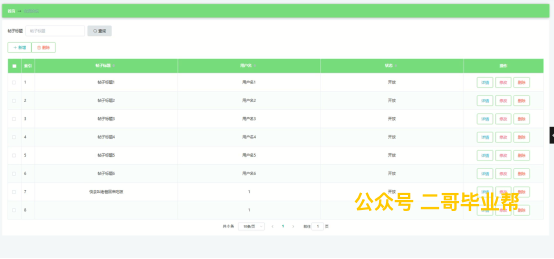 首页
帖子标题 帖子标题 查询
+ 新增 删除
索引 帖子标题 用户名 状态 操作
1 帖子标题1 用户名1 开放 详情 修改 删除
2 帖子标题2 用户名2 开放 详情 修改 删除
3 帖子标题3 用户名3 开放 详情 修改 删除
4 帖子标题4 用户名4 开放 详情 修改 删除
5 帖子标题5 用户名5 开放 详情 修改 删除
6 帖子标题6 用户名6 开放 详情 修改 删除
7 1 开放 详情 修改 删除
8 1 详情 修改 删除
公众号 二哥毕业帮
共 8 条 10条/页 < 1 > 前往 1 页